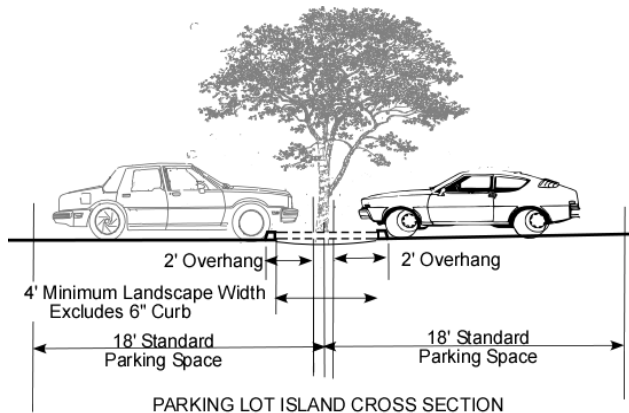 2' Overhang
2' Overhang
4' Minimum Landscape Width
Excludes 6" Curb
18' Standard
Parking Space
18' Standard
Parking Space
PARKING LOT ISLAND CROSS SECTION